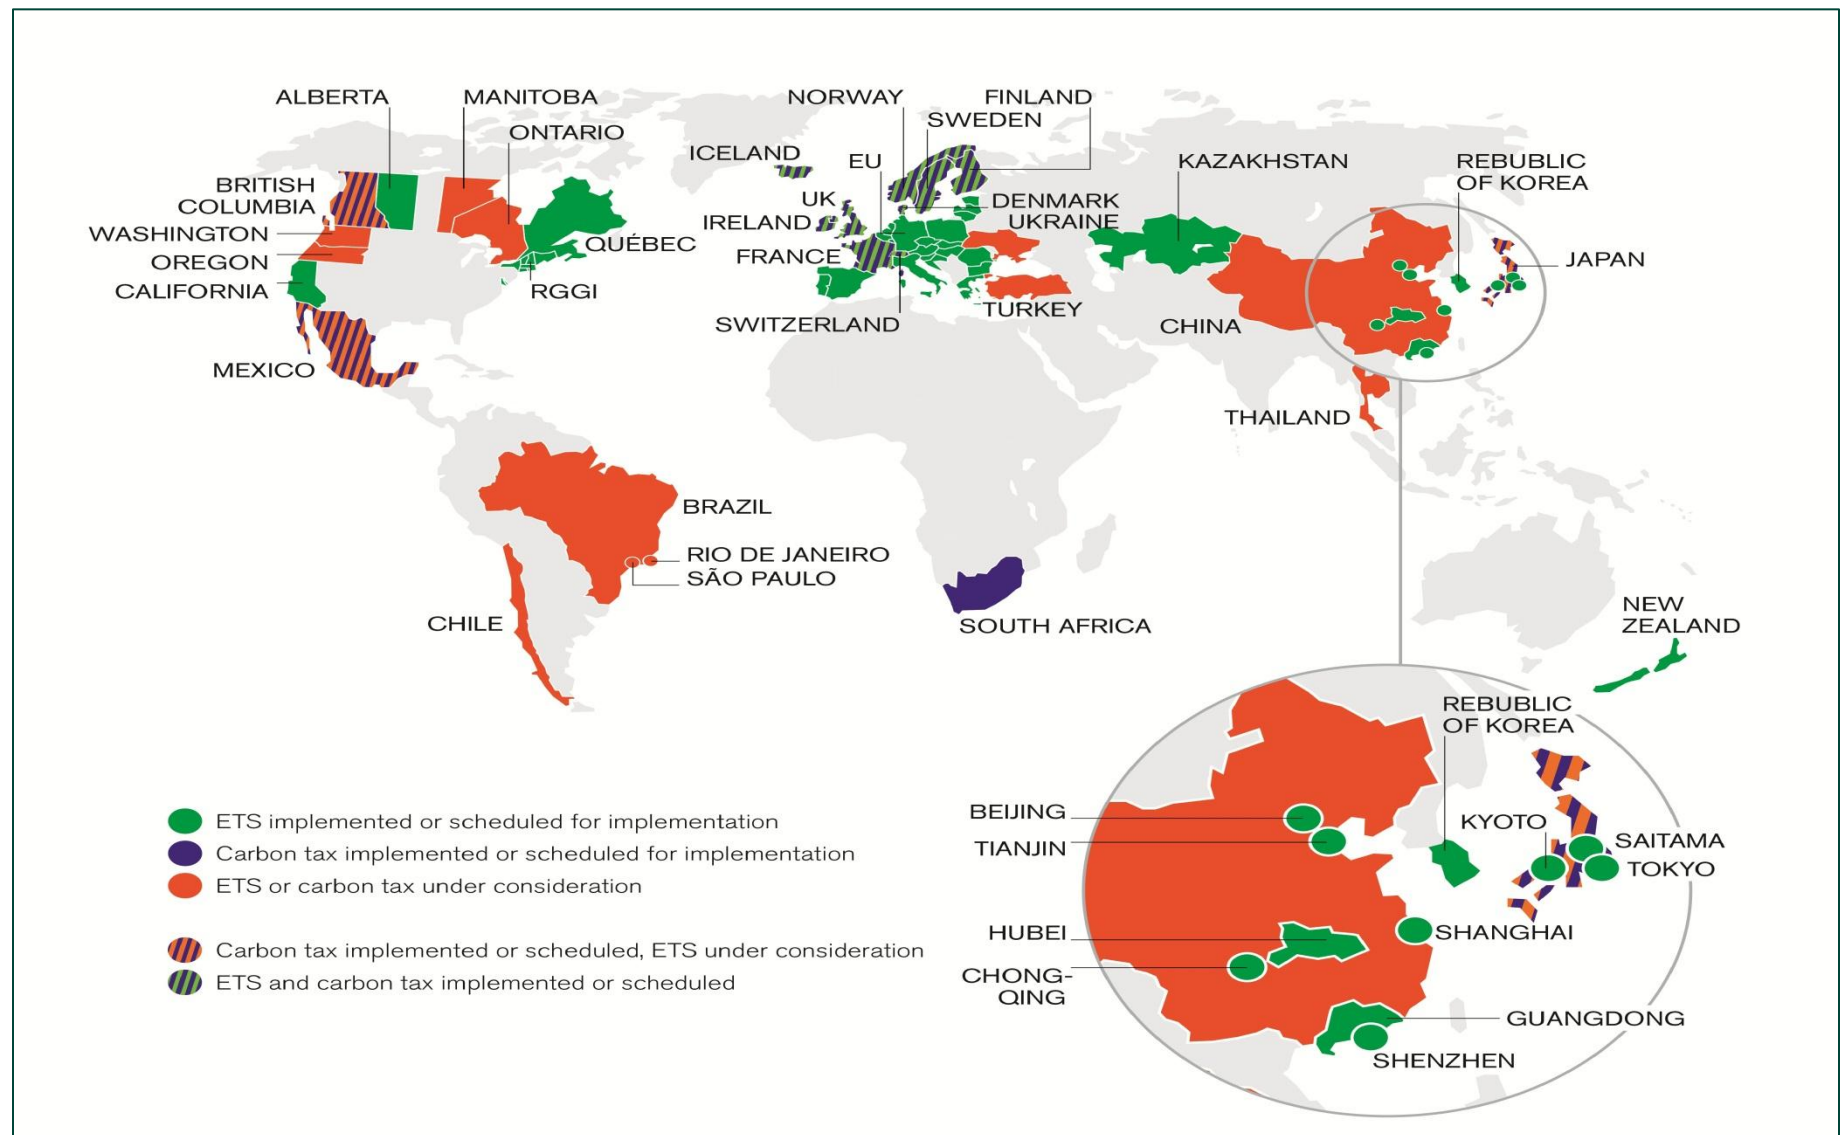 ALBERTA
MANITOBA
ONTARIO
NORWAY
FINLAND
SWEDEN
ICELAND
EU
KAZAKHSTAN
REBUBLIC
OF KOREA
BRITISH
COLUMBIA
UK
DENMARK
IRELAND
UKRAINE
WASHINGTON
QUÉBEC
OREGON
FRANCE
JAPAN
CALIFORNIA
RGGI
TURKEY
SWITZERLAND
CHINA
MEXICO
THAILAND
BRAZIL
RIO DE JANEIRO
SÃO PAULO
CHILE
SOUTH AFRICA
NEW
ZEALAND
REBUBLIC
OF KOREA
BEIJING
TIANJIN
KYOTO
SAITAMA
TOKYO
HUBEI
SHANGHAI
CHONG-
QING
GUANGDONG
SHENZHEN
ETS implemented or scheduled for implementation
Carbon tax implemented or scheduled for implementation
ETS or carbon tax under consideration
Carbon tax implemented or scheduled, ETS under consideration
ETS and carbon tax implemented or scheduled